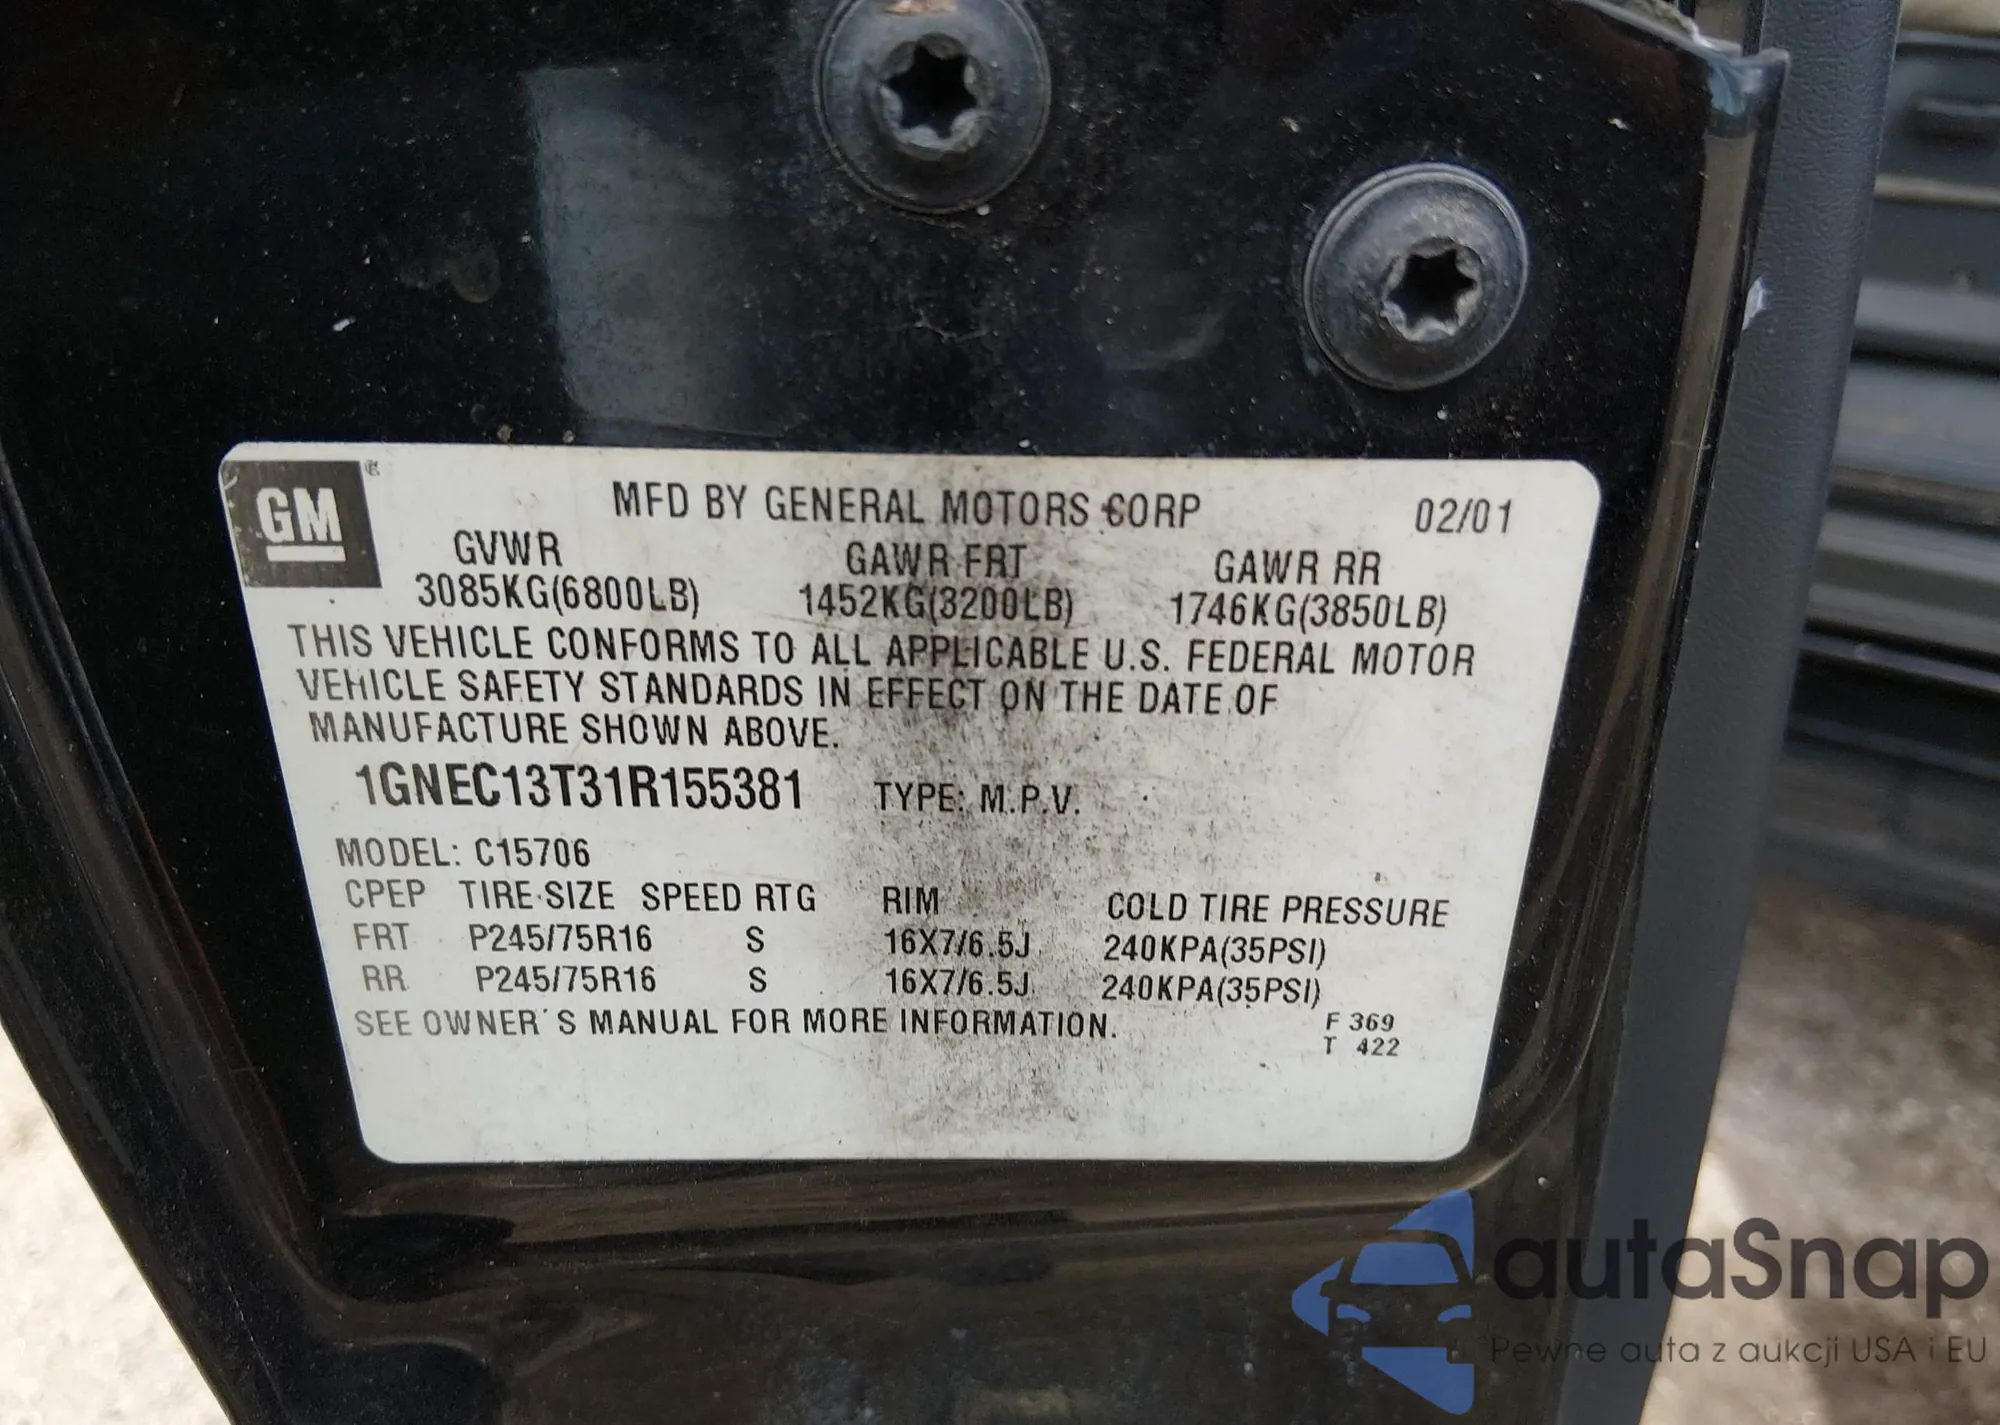 GM
MFD BY GENERAL MOTORS CORP 02/01
GVWR GAWR FRT GAWR RR
3085KG(6800LB) 1452KG(3200LB) 1746KG(3850LB)
THIS VEHICLE CONFORMS TO ALL APPLICABLE U.S. FEDERAL MOTOR
VEHICLE SAFETY STANDARDS IN EFFECT ON THE DATE OF
MANUFACTURE SHOWN ABOVE.
1GNEC13T31R155381 TYPE: M.P.V.
MODEL: C15706
CPEP TIRE SIZE SPEED RTG RIM COLD TIRE PRESSURE
FRT P245/75R16 S 16X7/6.5J 240KPA(35PSI)
RR P245/75R16 S 16X7/6.5J 240KPA(35PSI)
SEE OWNER'S MANUAL FOR MORE INFORMATION.
F 369
T 422
autaSnap
Pewne auta z aukcji USA i EU